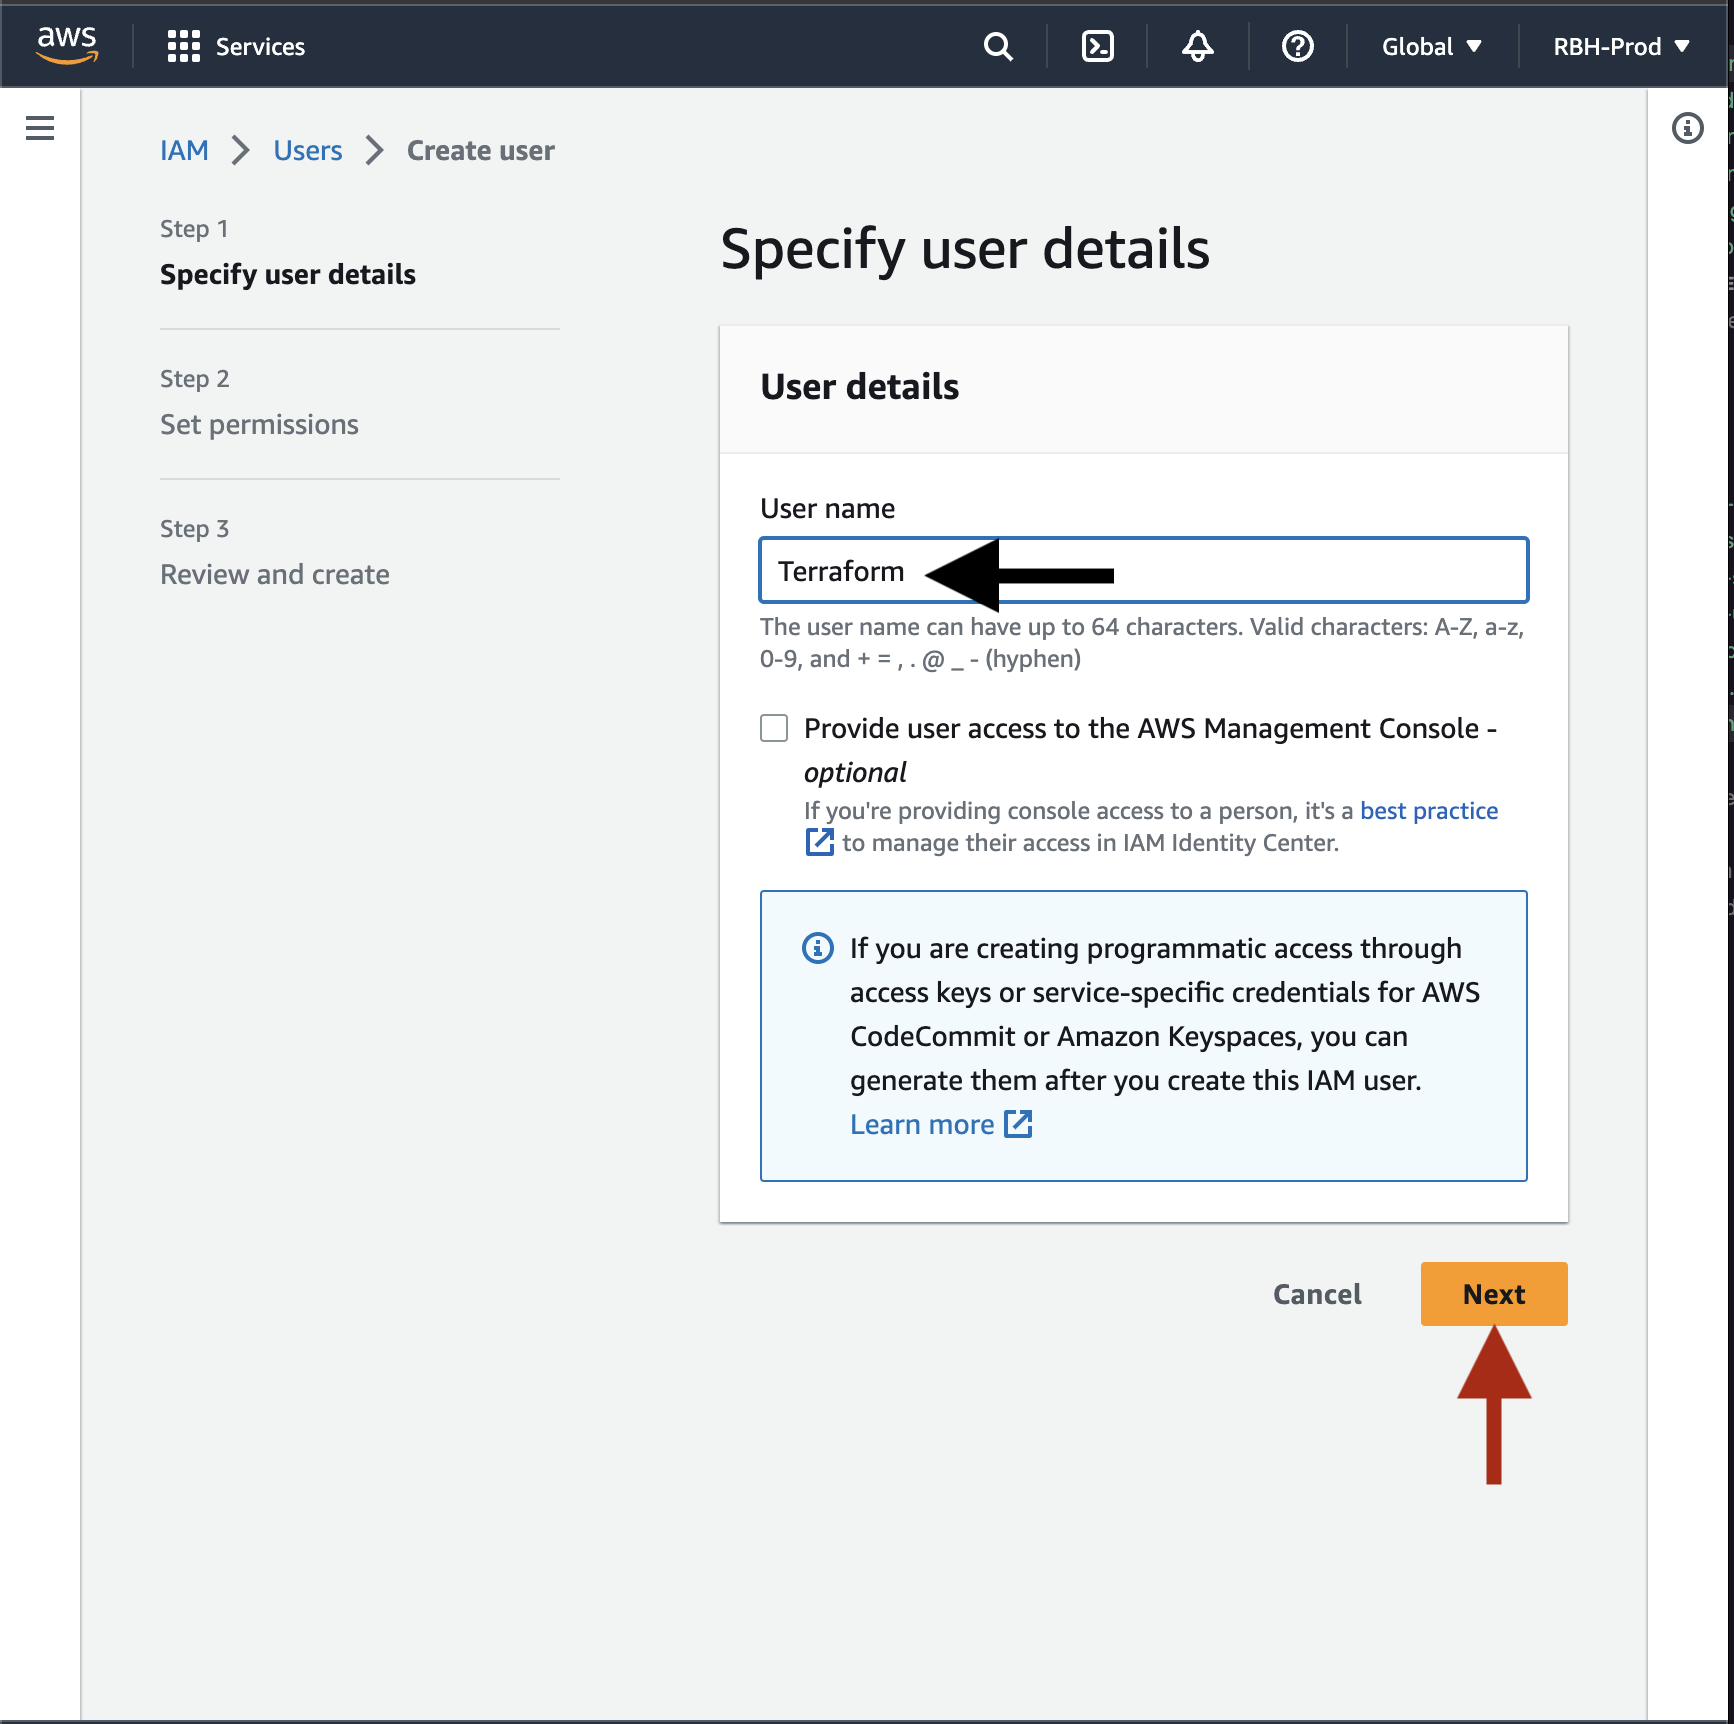 aws
Services
Global
RBH-Prod
IAM
Users
Create user
Step 1
Specify user details
Step 2
Set permissions
Step 3
Review and create
Specify user details
User details
User name
Terraform
The user name can have up to 64 characters. Valid characters: A-Z, a-z,
0-9, and + = , . @ _ - (hyphen)
Provide user access to the AWS Management Console -
optional
If you're providing console access to a person, it's a best practice
to manage their access in IAM Identity Center.
If you are creating programmatic access through
access keys or service-specific credentials for AWS
CodeCommit or Amazon Keyspaces, you can
generate them after you create this IAM user.
Learn more
Cancel
Next